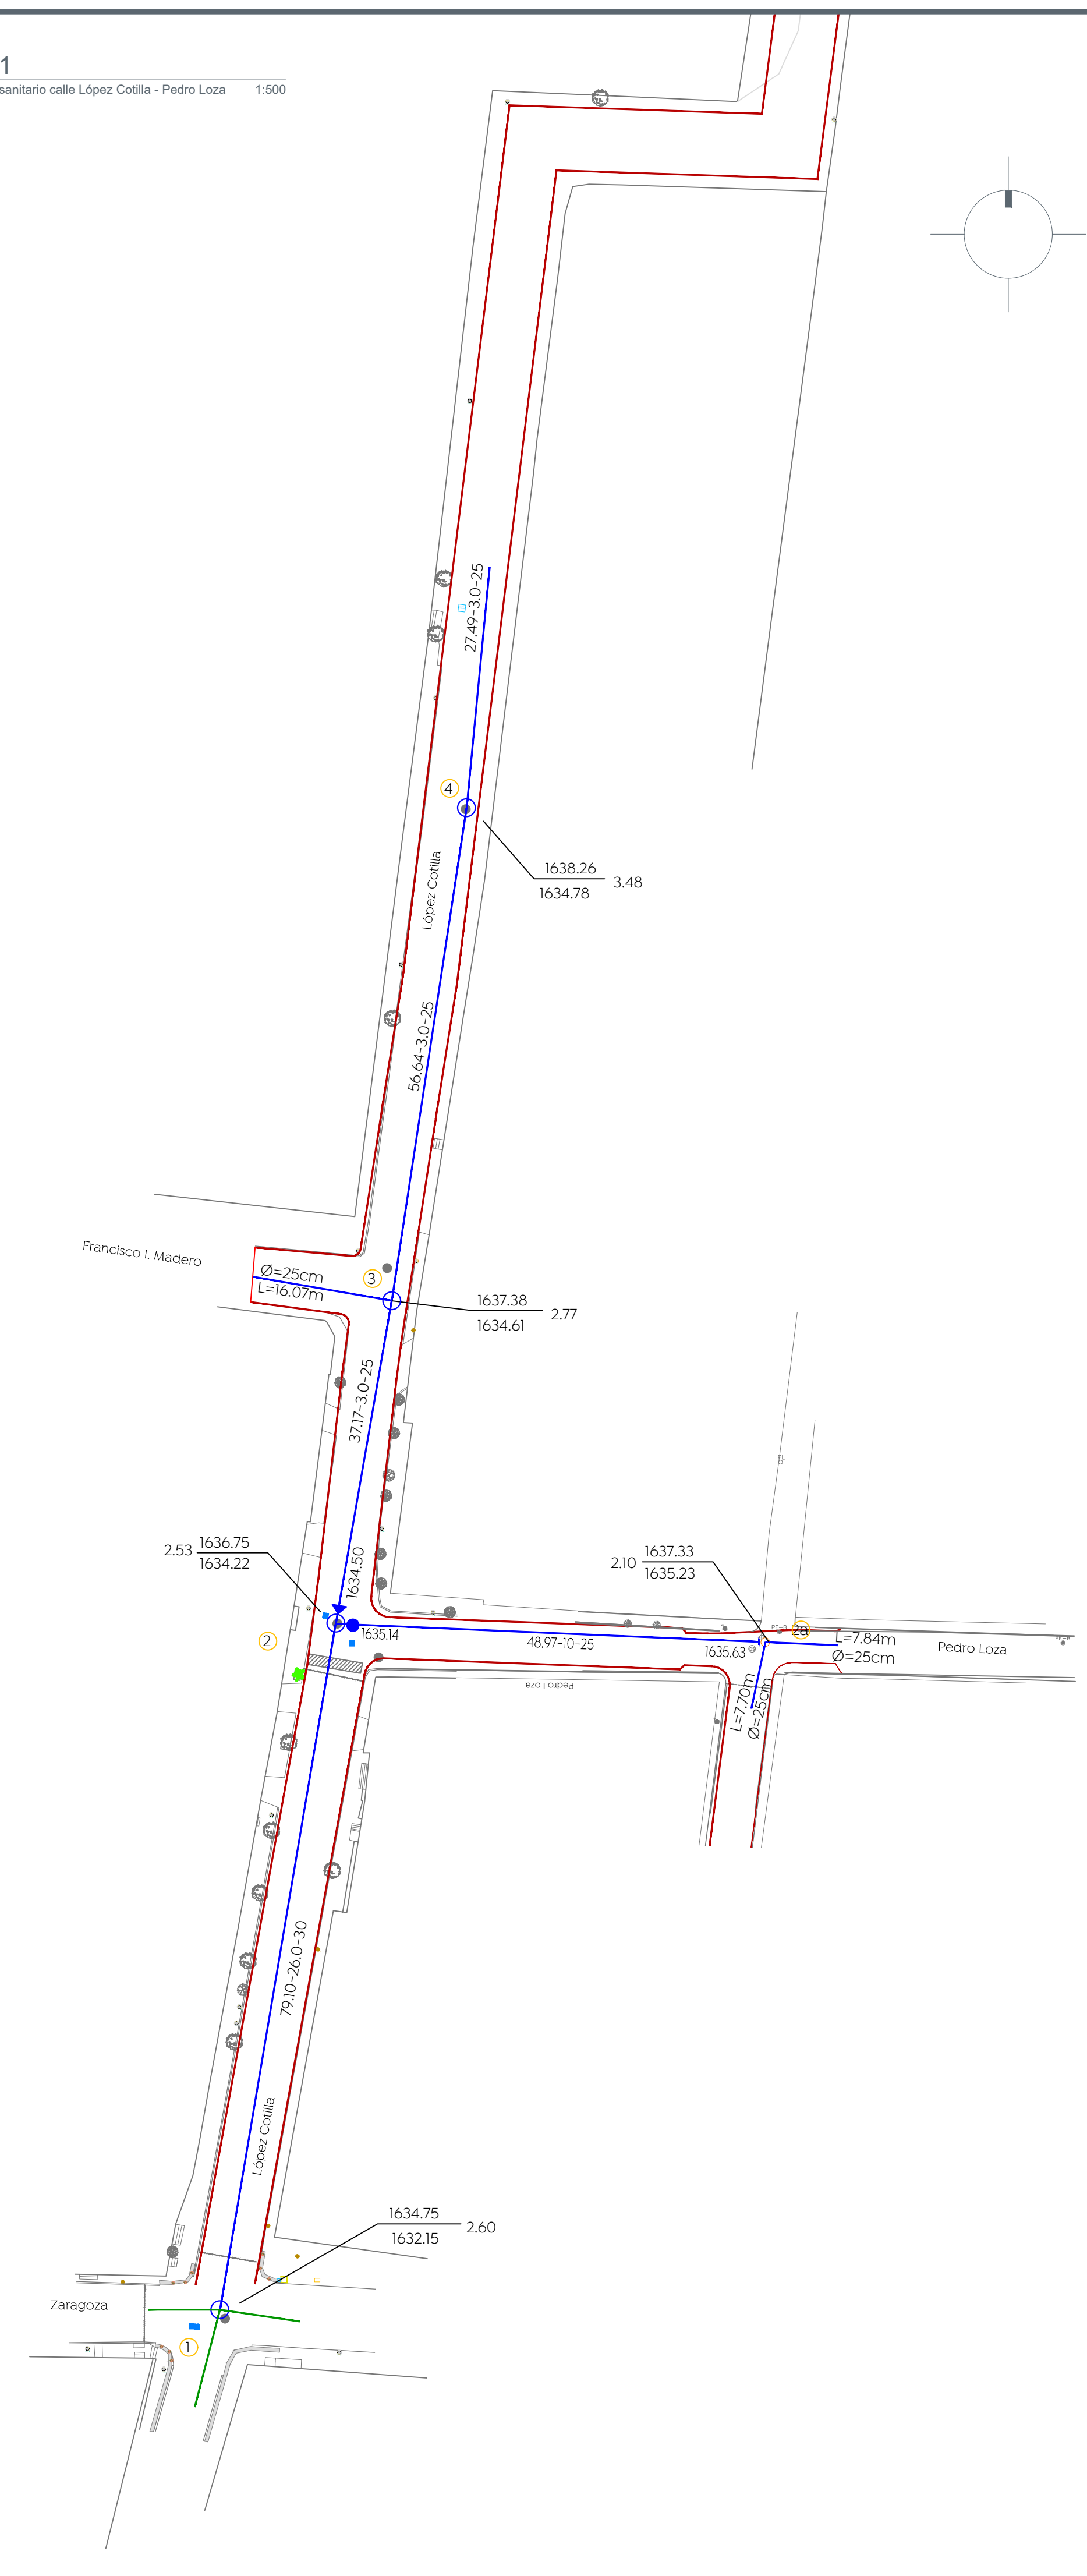 1
sanitario calle López Cotilla - Pedro Loza 1:500
27.49-3.0-25
4
1638.26
1634.78
3.48
López Cotilla
56.64-3.0-25
Francisco I. Madero
Ø=25cm
L=16.07m
3
1637.38
1634.61
2.77
37.17-3.0-25
2.53
1636.75
1634.22
1634.50
2.10
1637.33
1635.23
2
1635.14
48.97-10-25
1635.63
2a
L=7.84m
Ø=25cm
Pedro Loza
Pedro Loza
L=7.70m
Ø=25cm
79.10-26.0-30
López Cotilla
1634.75
1632.15
2.60
Zaragoza
1